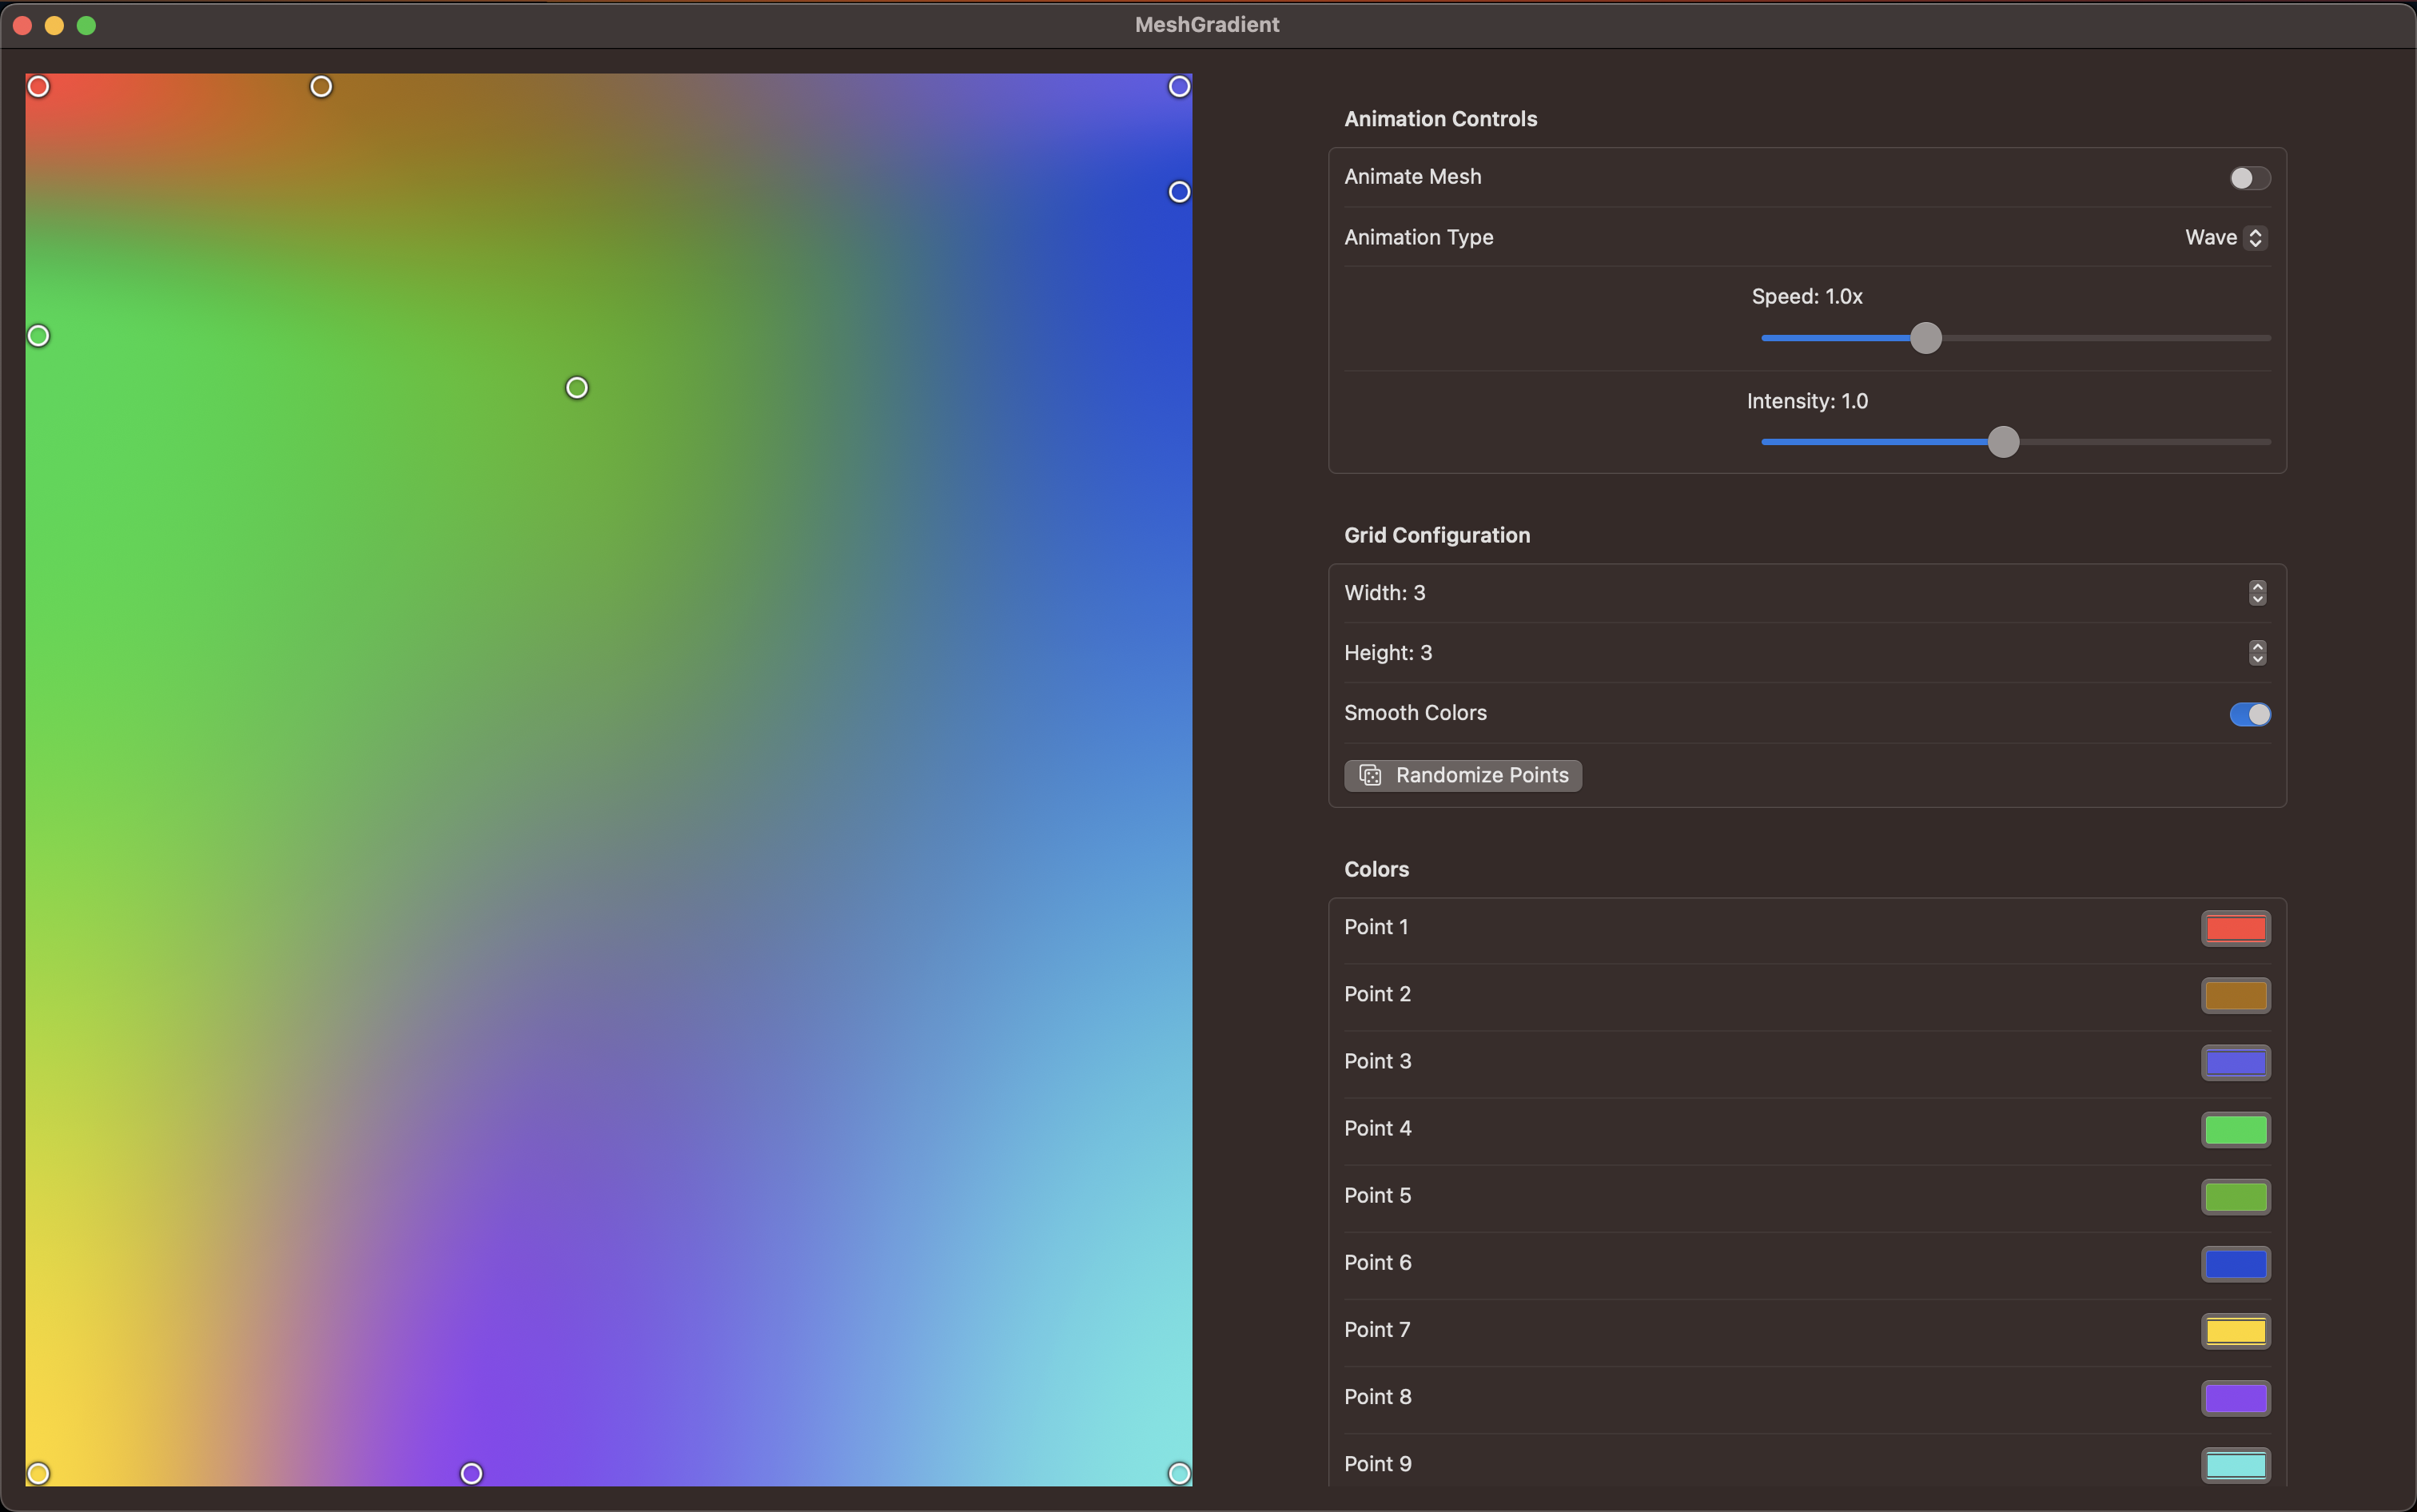 MeshGradient
Animation Controls
Animate Mesh
Animation Type
Wave
Speed: 1.0x
Intensity: 1.0
Grid Configuration
Width: 3
Height: 3
Smooth Colors
Randomize Points
Colors
Point 1
Point 2
Point 3
Point 4
Point 5
Point 6
Point 7
Point 8
Point 9